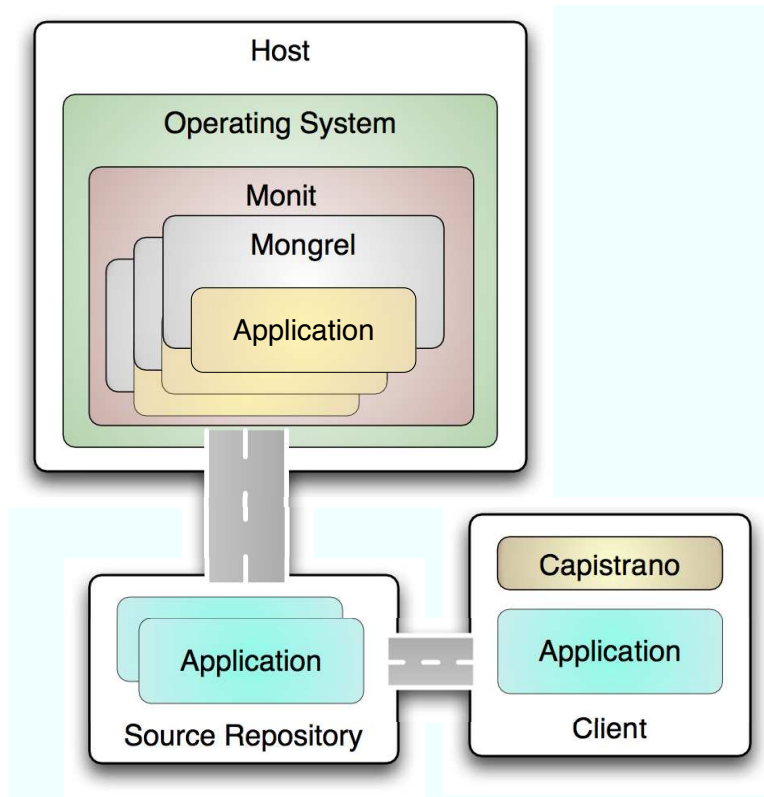 Host
Operating System
Monit
Mongrel
Application
Application
Source Repository
Capistrano
Application
Client